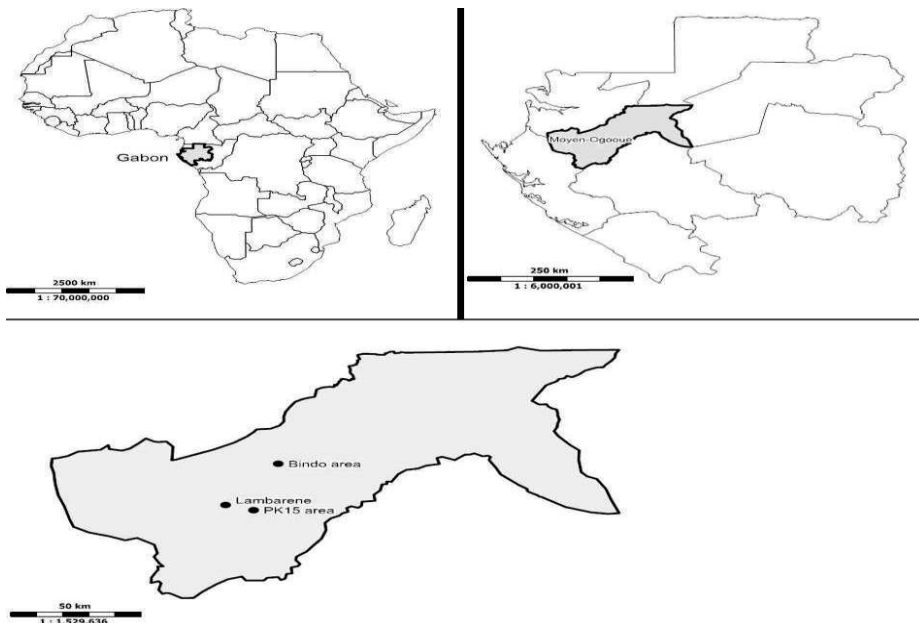 Gabon
2500 km
1 : 70,000,000
Moyen-Ogooue
250 km
1 : 6,000,001
Bindo area
Lambarene
PK15 area
50 km
1 : 1,529,636